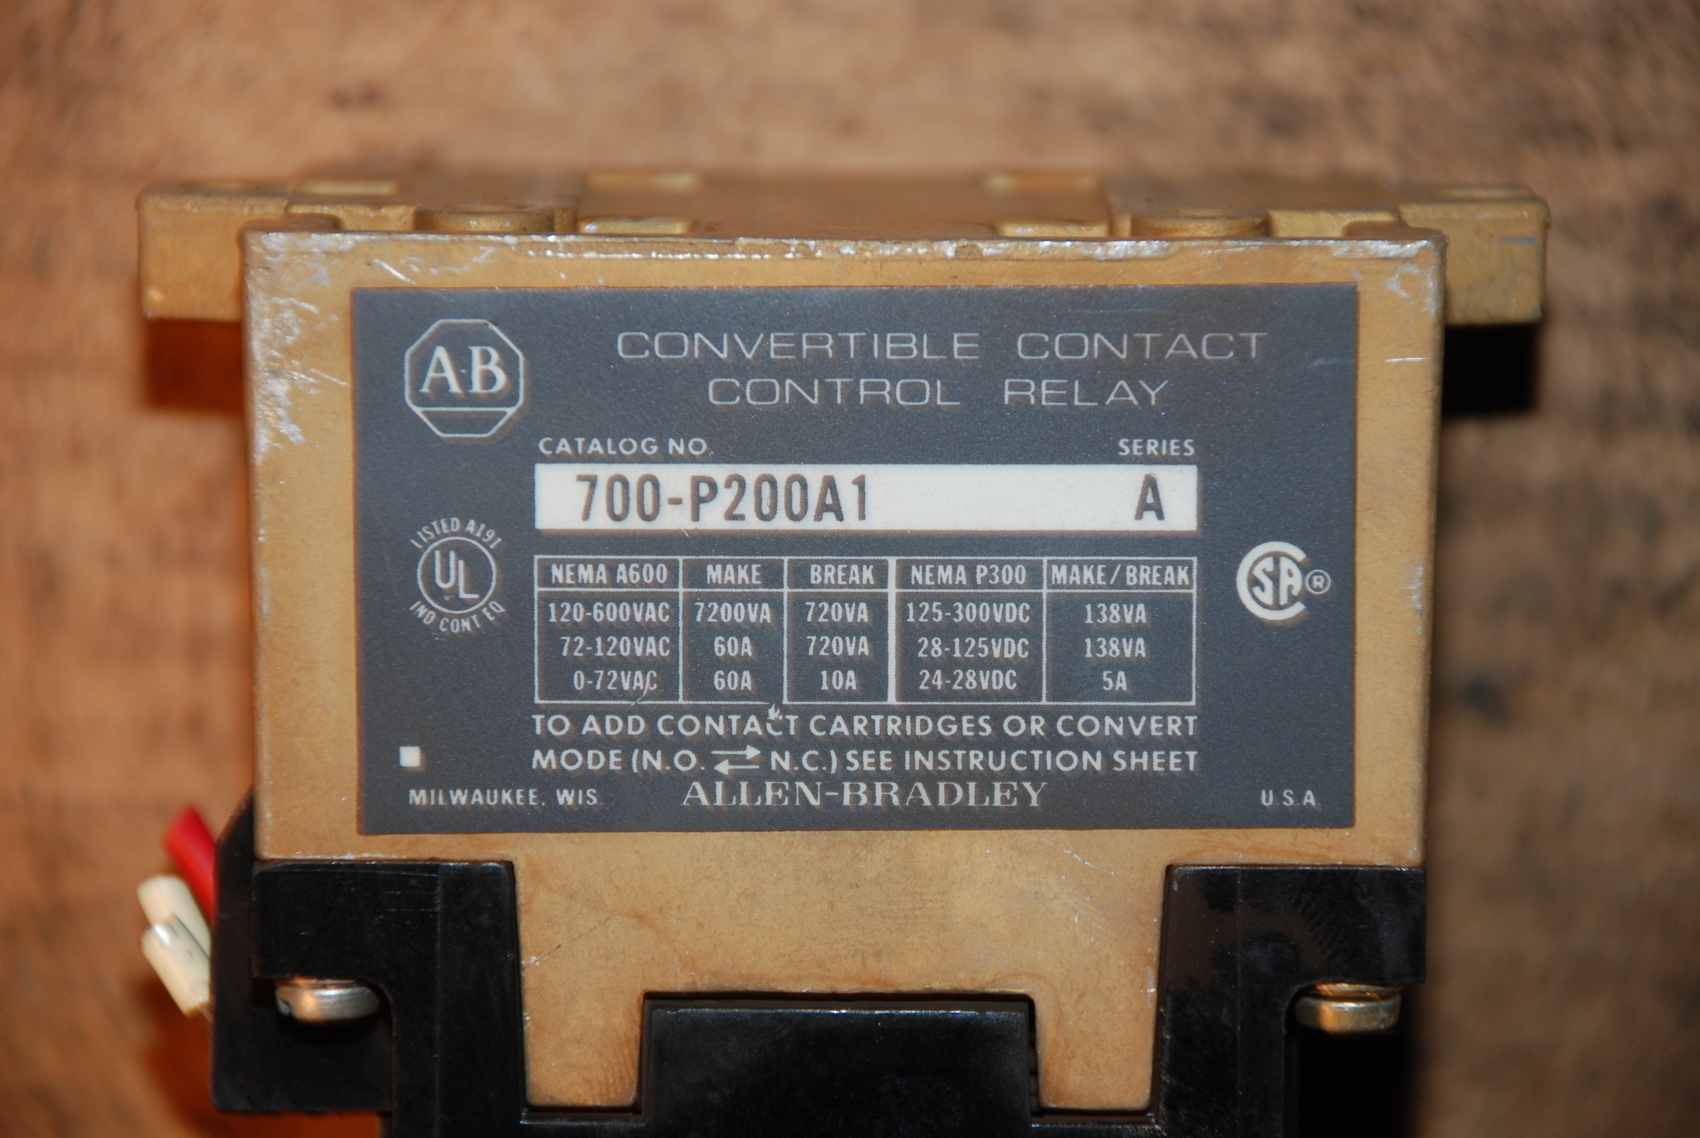 AB
CONVERTIBLE CONTACT
CONTROL RELAY
CATALOG NO. SERIES
700-P200A1 A
LISTED A191
UL
IND CONT EQ
NEMA A600 MAKE BREAK NEMA P300 MAKE/BREAK
120-600VAC 7200VA 720VA 125-300VDC 138VA
72-120VAC 60A 720VA 28-125VDC 138VA
0-72VAC 60A 10A 24-28VDC 5A
SA®
TO ADD CONTACT CARTRIDGES OR CONVERT
MODE (N.O. ⇄ N.C.) SEE INSTRUCTION SHEET
MILWAUKEE, WIS. ALLEN-BRADLEY U.S.A.